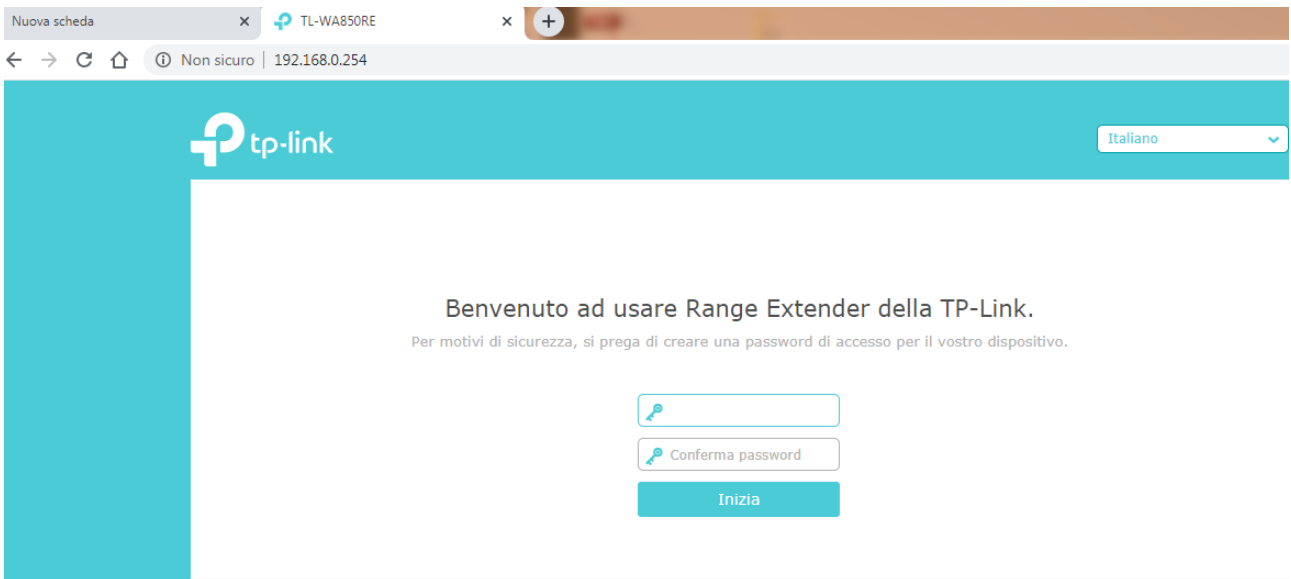 Nuova scheda
TL-WA850RE
Non sicuro | 192.168.0.254
tp-link
Italiano
Benvenuto ad usare Range Extender della TP-Link.
Per motivi di sicurezza, si prega di creare una password di accesso per il vostro dispositivo.
Conferma password
Inizia